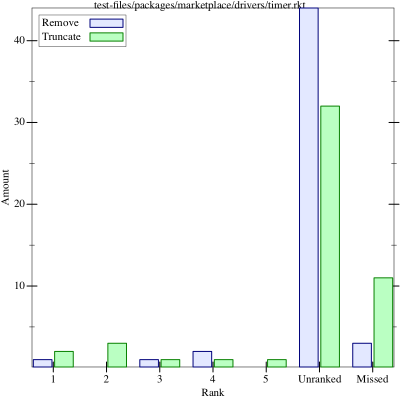 test-files/packages/marketplace/drivers/timer.rkt
Remove
Truncate
40
30
20
10
Amount
1 2 3 4 5 Unranked Missed
Rank